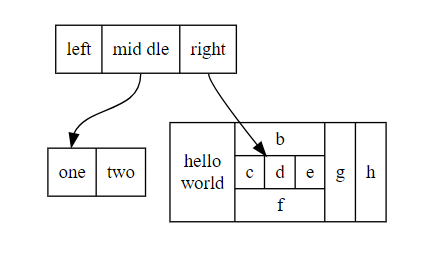 left mid dle right
one two
hello
world
b
c d e
f
g h